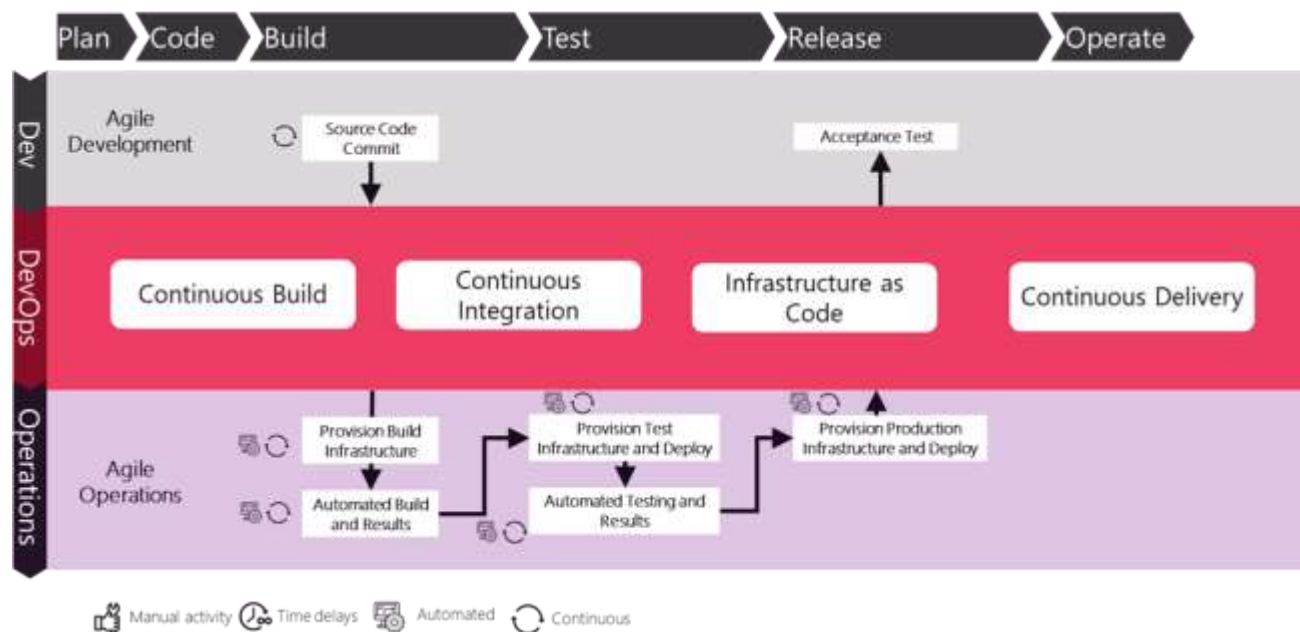 Plan
Code
Build
Test
Release
Operate
Dev
Agile
Development
Source Code
Commit
Acceptance Test
DevOps
Continuous Build
Continuous
Integration
Infrastructure as
Code
Continuous Delivery
Operations
Agile
Operations
Provision Build
Infrastructure
Automated Build
and Results
Provision Test
Infrastructure and Deploy
Automated Testing and
Results
Provision Production
Infrastructure and Deploy
Manual activity
Time delays
Automated
Continuous